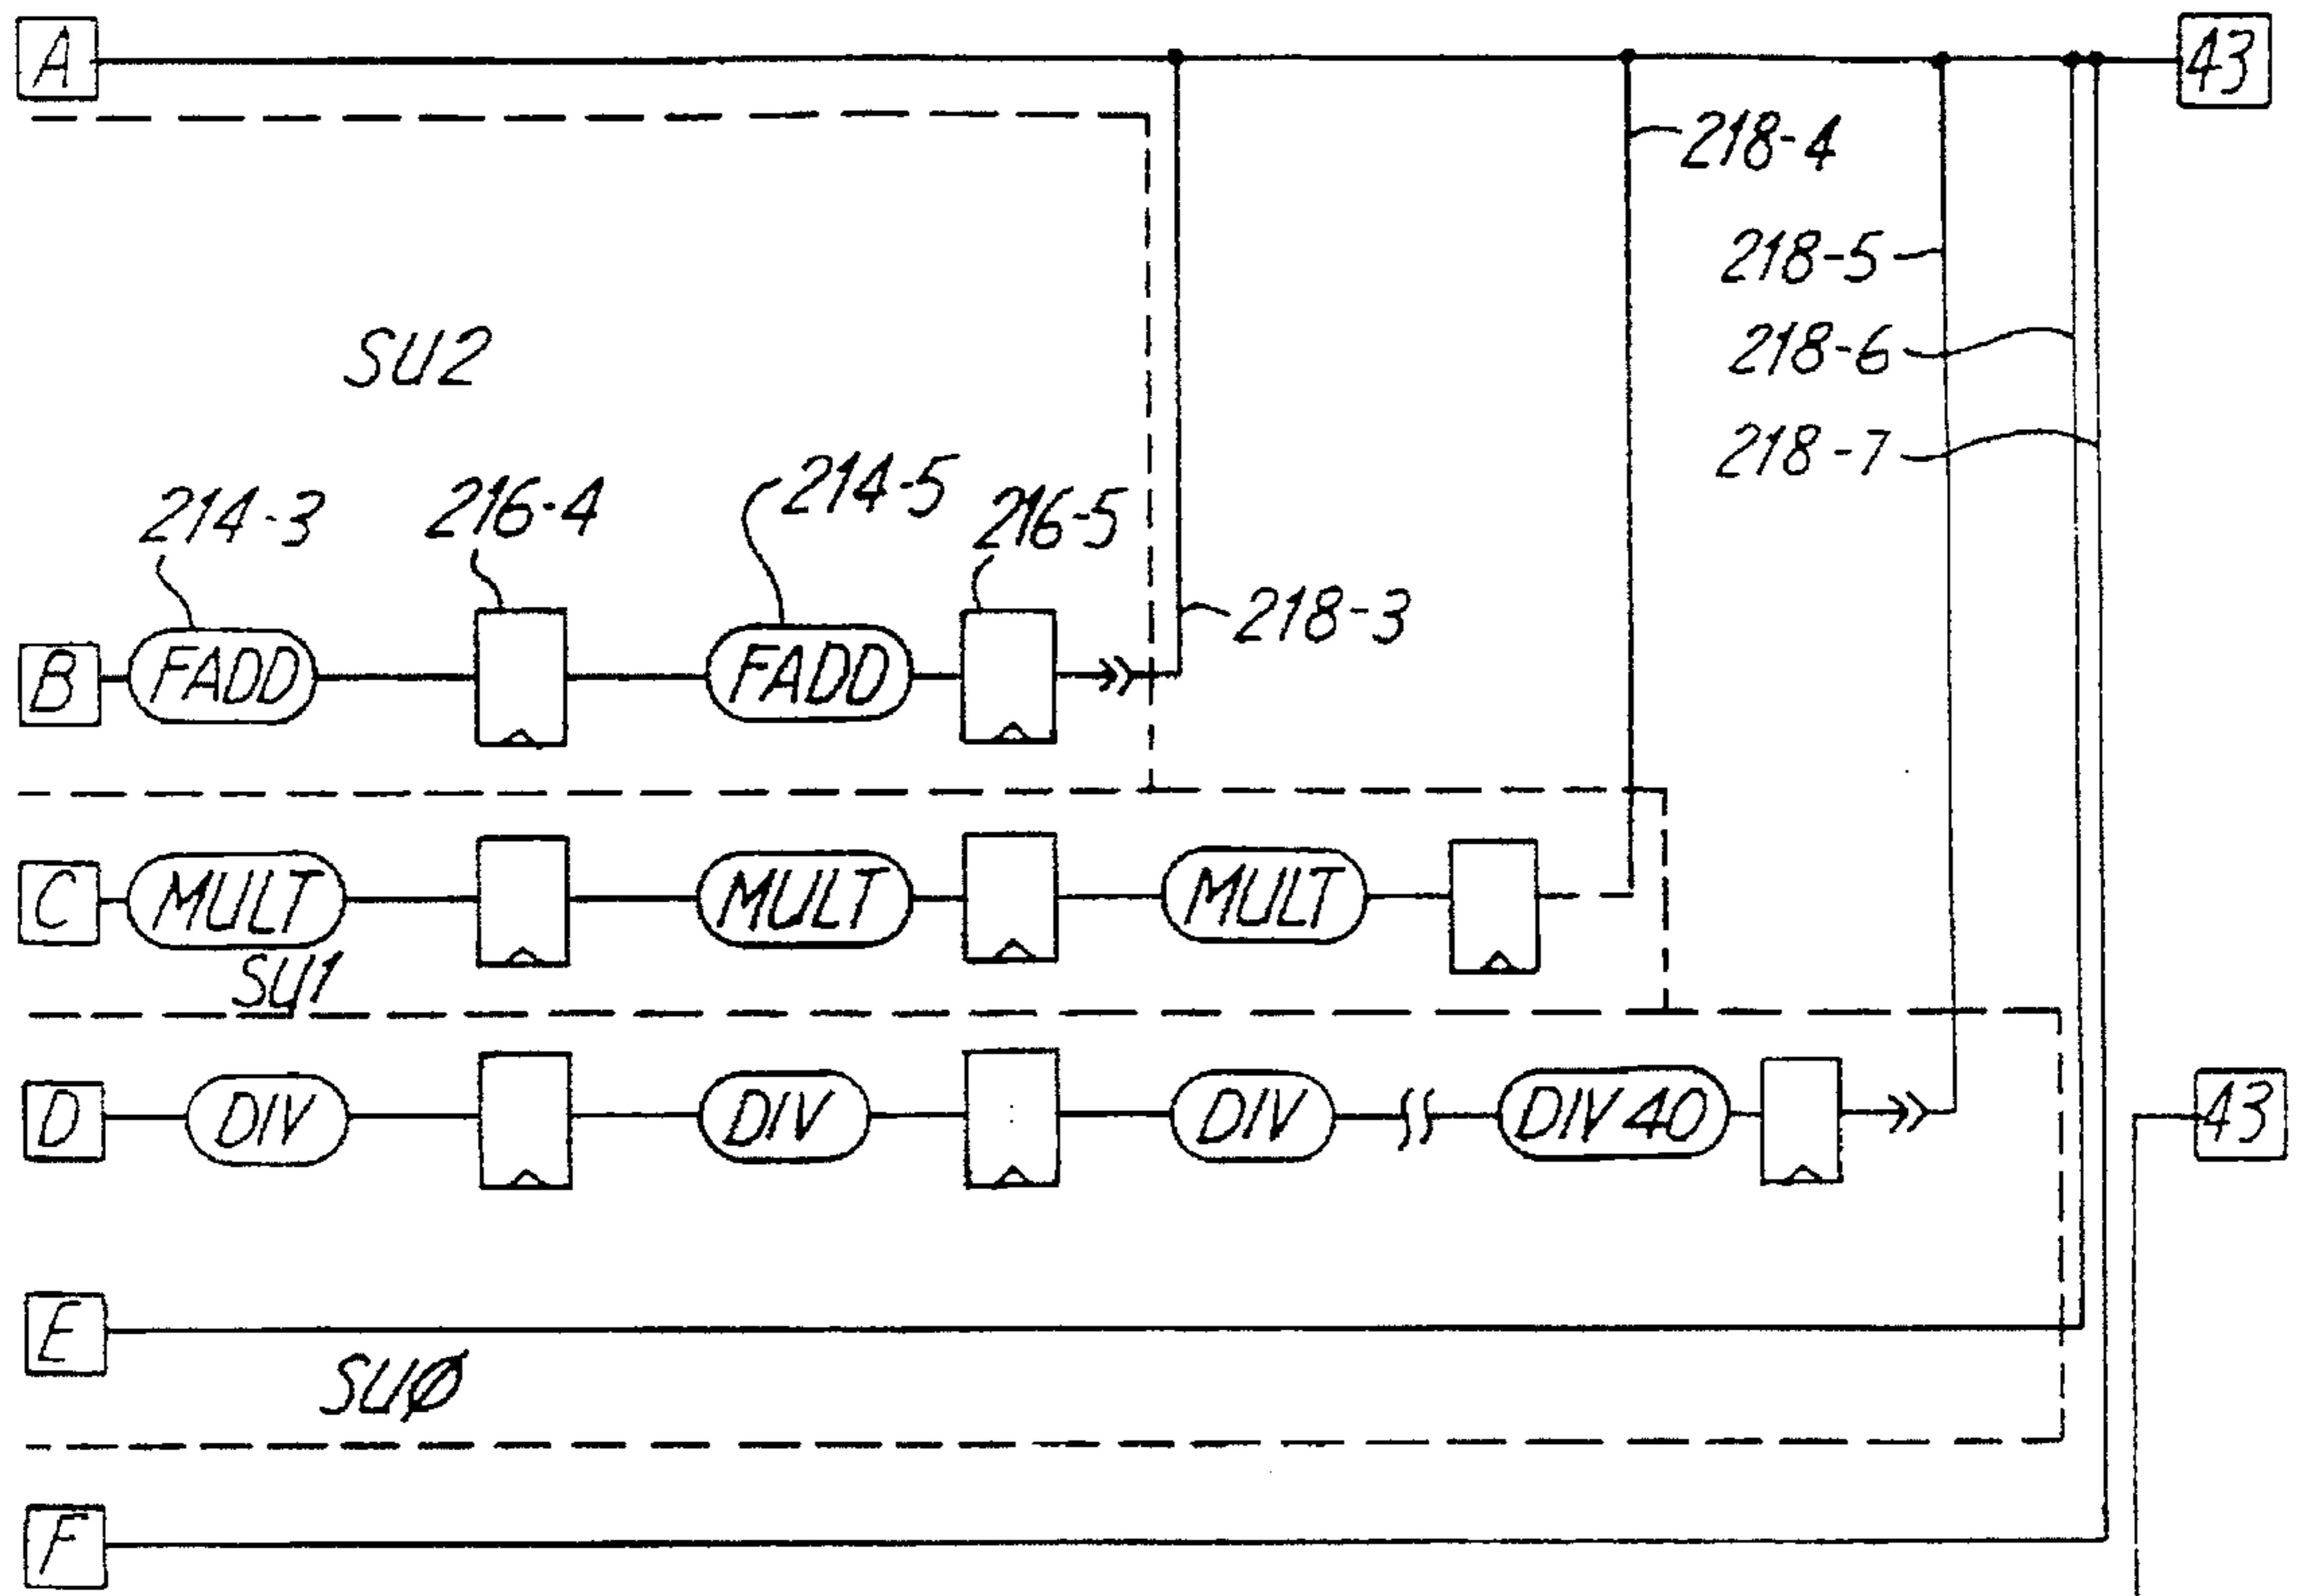 A
43
218-4
218-5
SU2
218-6
218-7
214-3
216-4
214-5
216-5
218-3
B
FADD
FADD
C
MULT
MULT
MULT
SU1
D
DIV
DIV
DIV
DIV 40
43
E
SUØ
F